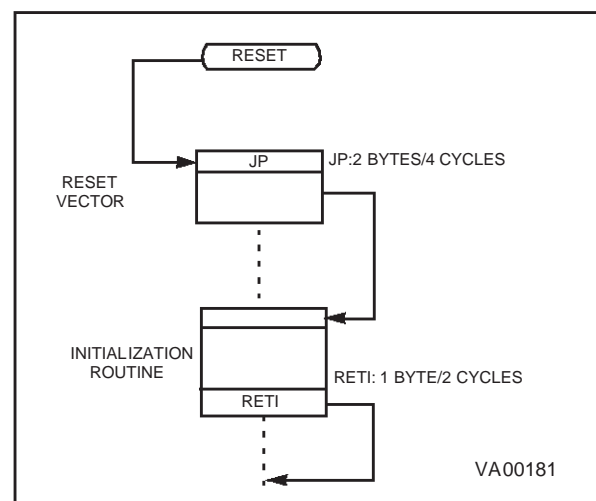 RESET
JP
JP:2 BYTES/4 CYCLES
RESET
VECTOR
INITIALIZATION
ROUTINE
RETI: 1 BYTE/2 CYCLES
RETI
VA00181